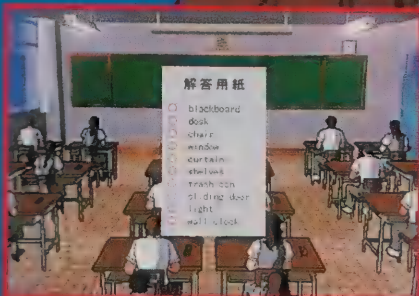 解答用紙
blackboard
desk
chair
window
curtain
shelves
trash can
sliding door
light
wall clock